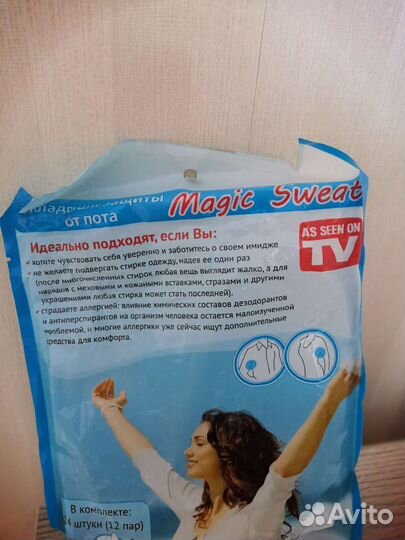 защиты Magic Sweat
от пота
AS SEEN ON
TV
Идеально подходят, если Вы:
✓ хотите чувствовать себя уверенно и заботитесь о своем имидже
✓ не желаете подвергать стирке одежду, надев ее один раз
(после многочисленных стирок любая вещь выглядит жалко, а для
нарядов с меховыми и кожаными вставками, стразами и другими
украшениями любая стирка может стать последней).
✓ страдаете аллергией: влияние химических составов дезодорантов
и антиперспирантов на организм человека остается малоизученной
проблемой, и многие аллергики уже сейчас ищут дополнительные
средства для комфорта.
В комплекте:
24 штуки (12 пар)
Avito